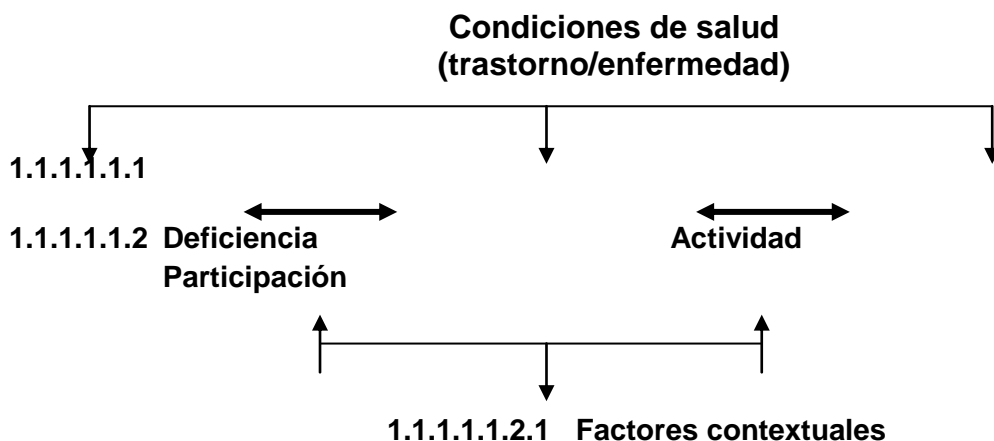 Condiciones de salud
(trastorno/enfermedad)
1.1.1.1.1.1
1.1.1.1.1.2 Deficiencia Actividad
Participación
1.1.1.1.1.2.1 Factores contextuales